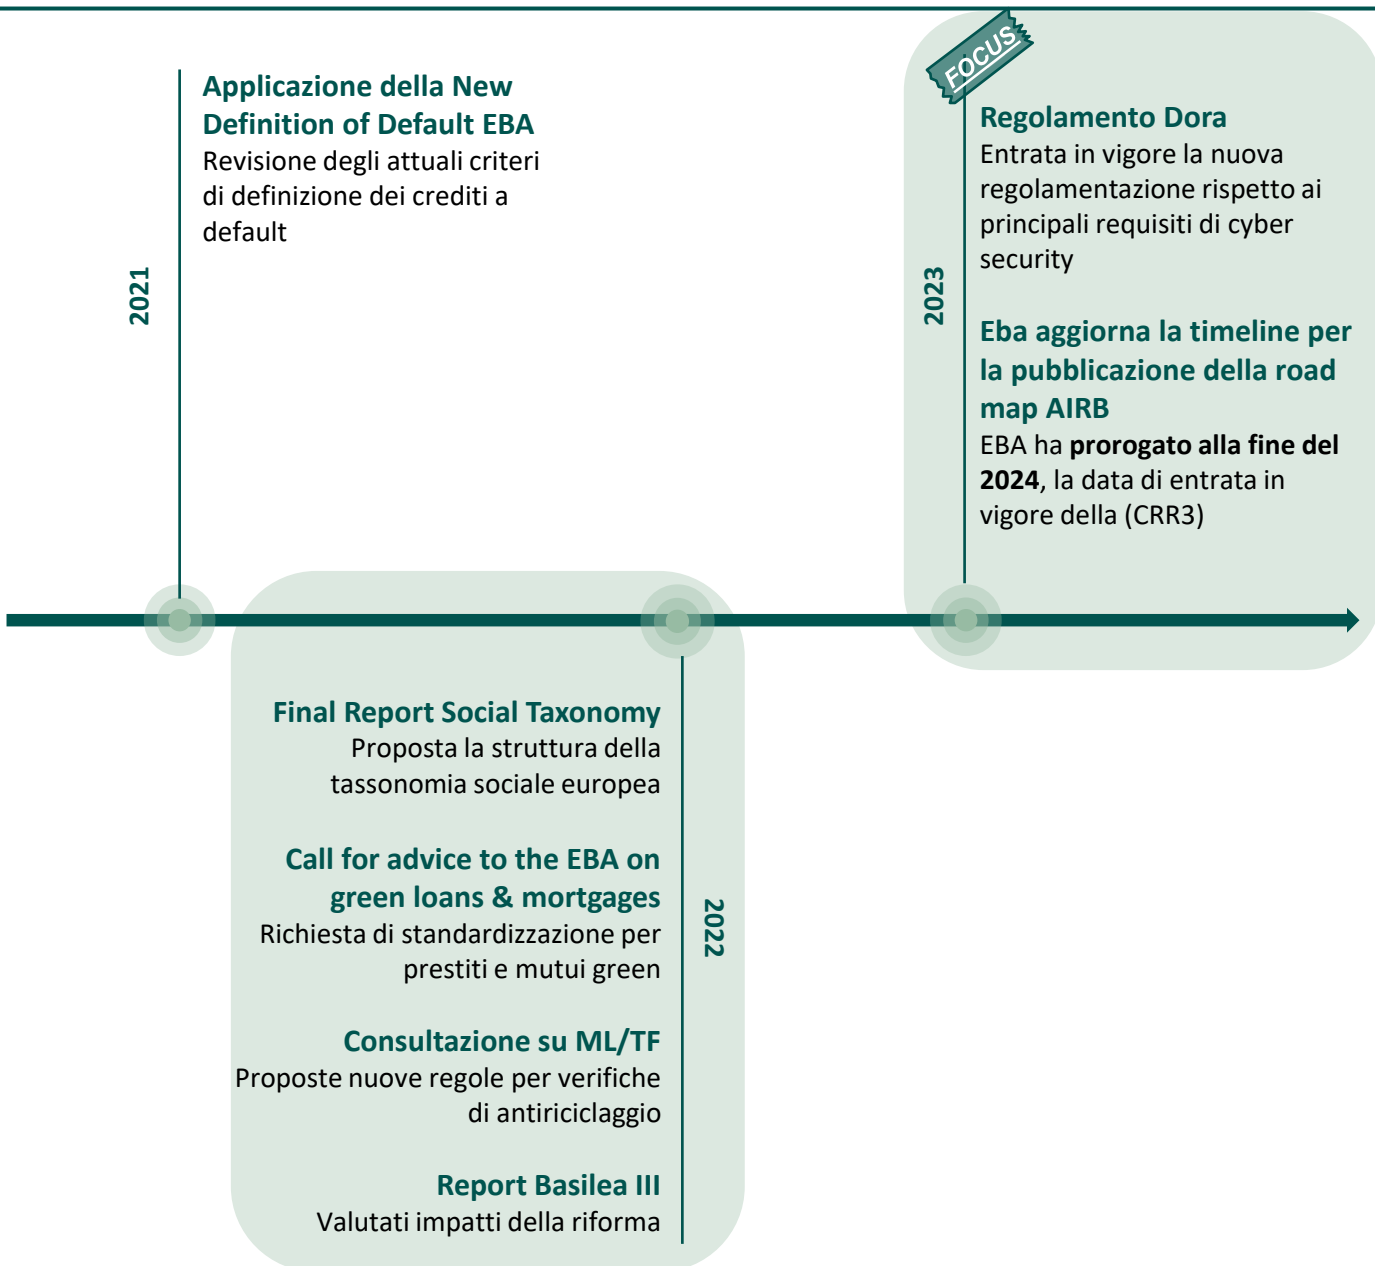 2021
Applicazione della New
Definition of Default EBA
Revisione degli attuali criteri
di definizione dei crediti a
default
Final Report Social Taxonomy
Proposta la struttura della
tassonomia sociale europea
Call for advice to the EBA on
green loans & mortgages
Richiesta di standardizzazione per
prestiti e mutui green
Consultazione su ML/TF
Proposte nuove regole per verifiche
di antiriciclaggio
Report Basilea III
Valutati impatti della riforma
2022
FOCUS
2023
Regolamento Dora
Entrata in vigore la nuova
regolamentazione rispetto ai
principali requisiti di cyber
security
Eba aggiorna la timeline per
la pubblicazione della road
map AIRB
EBA ha prorogato alla fine del
2024, la data di entrata in
vigore della (CRR3)